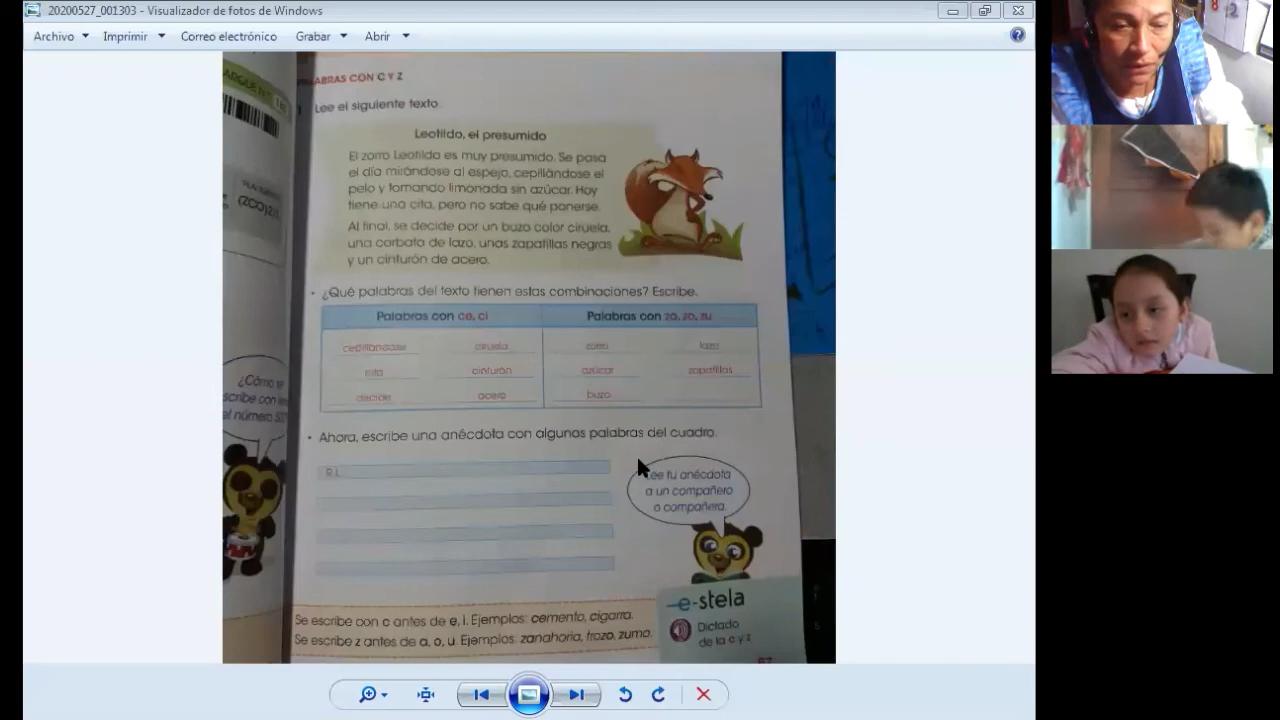 20200527_001303 - Visualizador de fotos de Windows
Archivo Imprimir Correo electrónico Grabar Abrir
PALABRAS CON C Y Z
Lee el siguiente texto.
Leotildo, el presumido
El zorro Leotildo es muy presumido. Se pasa
el día mirándose al espejo, cepillándose el
pelo y tomando limonada sin azúcar. Hoy
tiene una cita, pero no sabe qué ponerse.
Al final, se decide por un buzo color ciruela,
una corbata de lazo, unas zapatillas negras
y un cinturón de acero.
¿Qué palabras del texto tienen estas combinaciones? Escribe.
Palabras con ce, ci
Palabras con za, zo, zu
cepillándose ciruela zorro lazo
cita cinturón azúcar zapatillas
decide acero buzo
Ahora, escribe una anécdota con algunas palabras del cuadro.
R.L.
Lee tu anécdota
a un compañero
o compañera.
¿Cómo se
el número
Se escribe con c antes de e, i. Ejemplos: cemento, cigarra.
Se escribe z antes de a, o, u. Ejemplos: zanahoria, trozo, zumo.
e-stela
Dictado
de la c y z